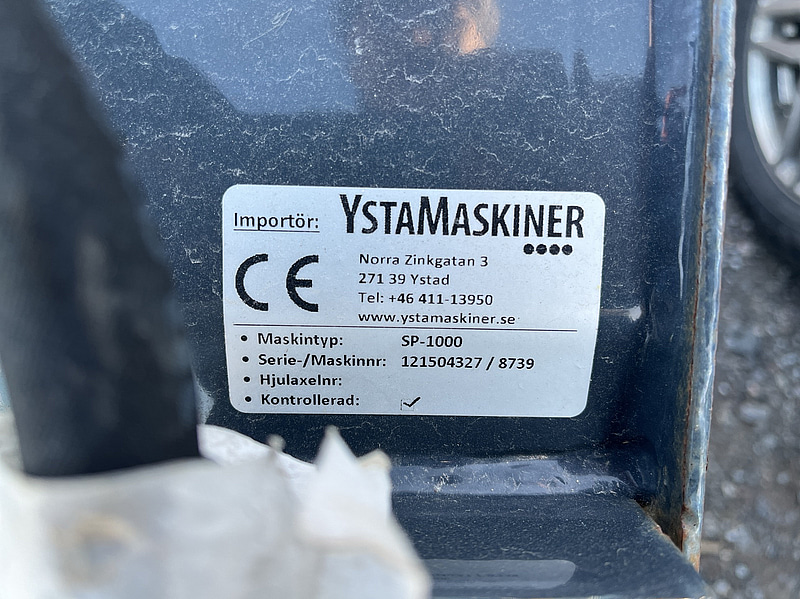 Importör: YSTAMASKINER
Norra Zinkgatan 3
271 39 Ystad
Tel: +46 411-13950
www.ystamaskiner.se
CE
• Maskintyp: SP-1000
• Serie-/Maskinnr: 121504327 / 8739
• Hjulaxelnr:
• Kontrollerad: ✓